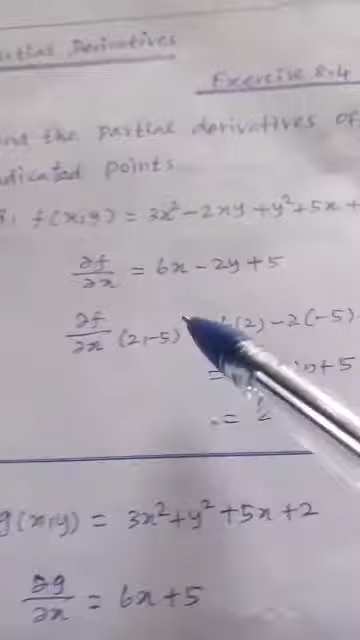 Partial Derivatives
Exercise 8.4
the partial derivatives of
indicated points
f(x,y) = 3x² - 2xy + y² + 5x +
∂f/∂x = 6x - 2y + 5
∂f/∂x (2,-5) (2) - 2(-5)
= + 5
. = 2
g(x,y) = 3x² + y² + 5x + 2
∂g/∂x = 6x + 5